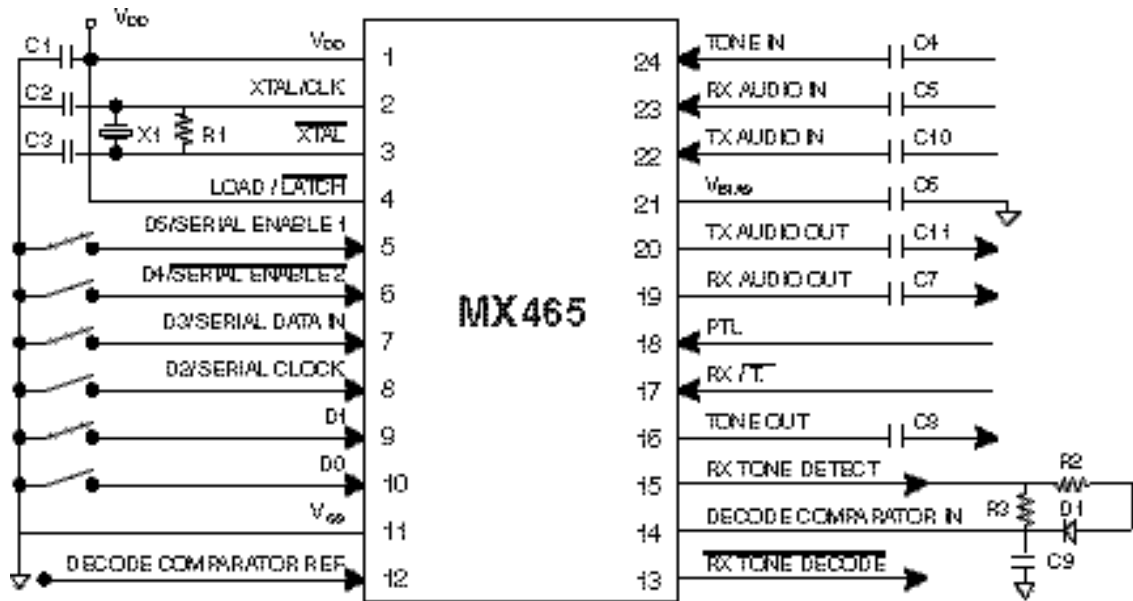 VDD
C1
VDD
1
C2
XTAL/CLK
2
X1
R1
C3
XTAL
3
LOAD / LATCH
4
D5/SERIAL ENABLE 1
5
D4/SERIAL ENABLE 2
6
D3/SERIAL DATA IN
7
D2/SERIAL CLOCK
8
D1
9
D0
10
VSS
11
DECODE COMPARATOR REF
12
MX465
24
TONE IN
C4
23
RX AUDIO IN
C5
22
TX AUDIO IN
C10
21
VBIAS
C6
20
TX AUDIO OUT
C11
19
RX AUDIO OUT
C7
18
PTL
17
RX /
16
TONE OUT
15
RX TONE DETECT
R2
R3
D1
14
DECODE COMPARATOR IN
C9
13
RX TONE DECODE